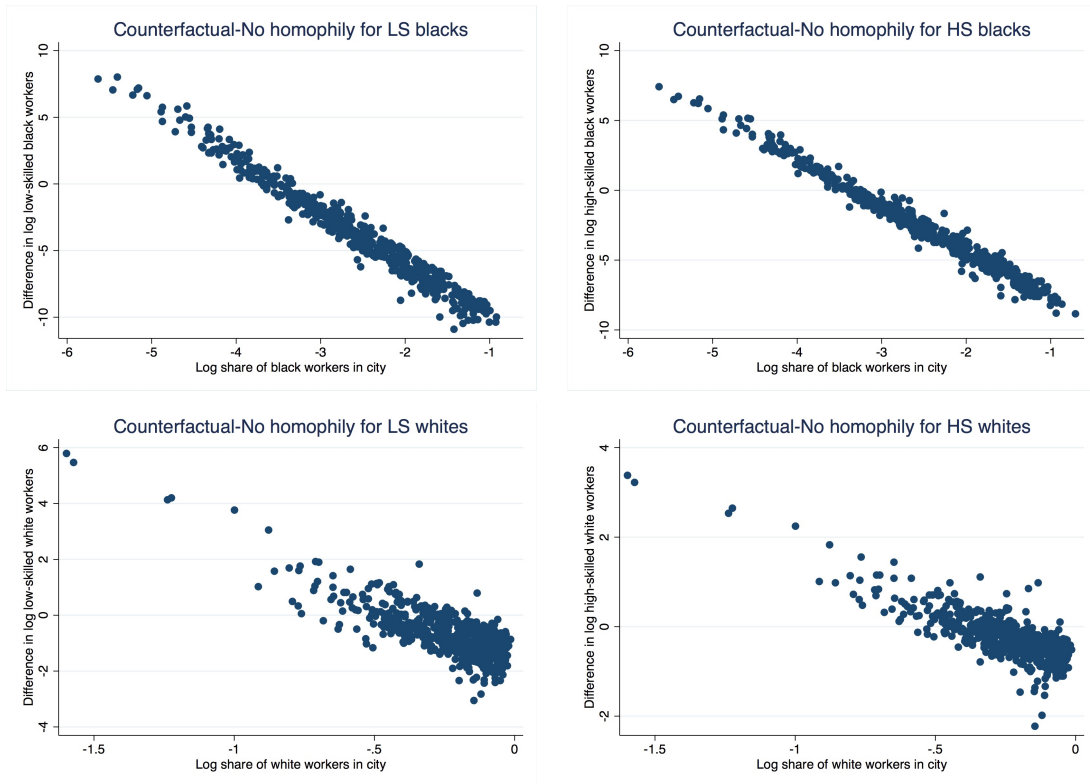 Counterfactual-No homophily for LS blacks
Difference in log low-skilled black workers
10
5
0
-5
-10
-6 -5 -4 -3 -2 -1
Log share of black workers in city
Counterfactual-No homophily for HS blacks
Difference in log high-skilled black workers
10
5
0
-5
-10
-6 -5 -4 -3 -2 -1
Log share of black workers in city
Counterfactual-No homophily for LS whites
Difference in log low-skilled white workers
6
4
2
0
-2
-4
-1.5 -1 -.5 0
Log share of white workers in city
Counterfactual-No homophily for HS whites
Difference in log high-skilled white workers
4
2
0
-2
-1.5 -1 -.5 0
Log share of white workers in city